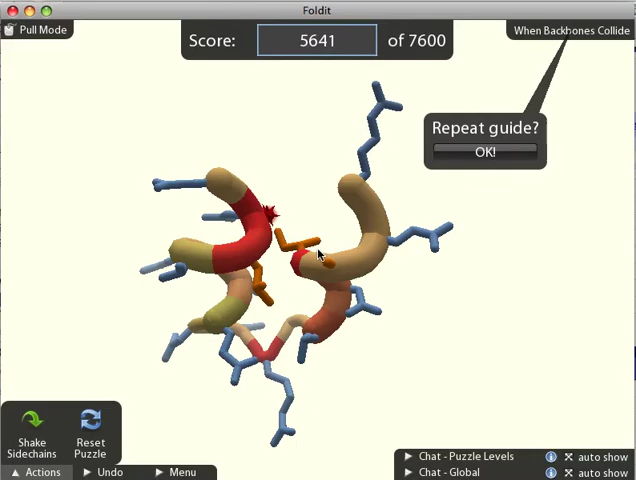 Foldit
Pull Mode
Score: 5641 of 7600
When Backbones Collide
Repeat guide?
OK!
Shake Sidechains
Reset Puzzle
Actions
Undo
Menu
Chat - Puzzle Levels
auto show
Chat - Global
auto show